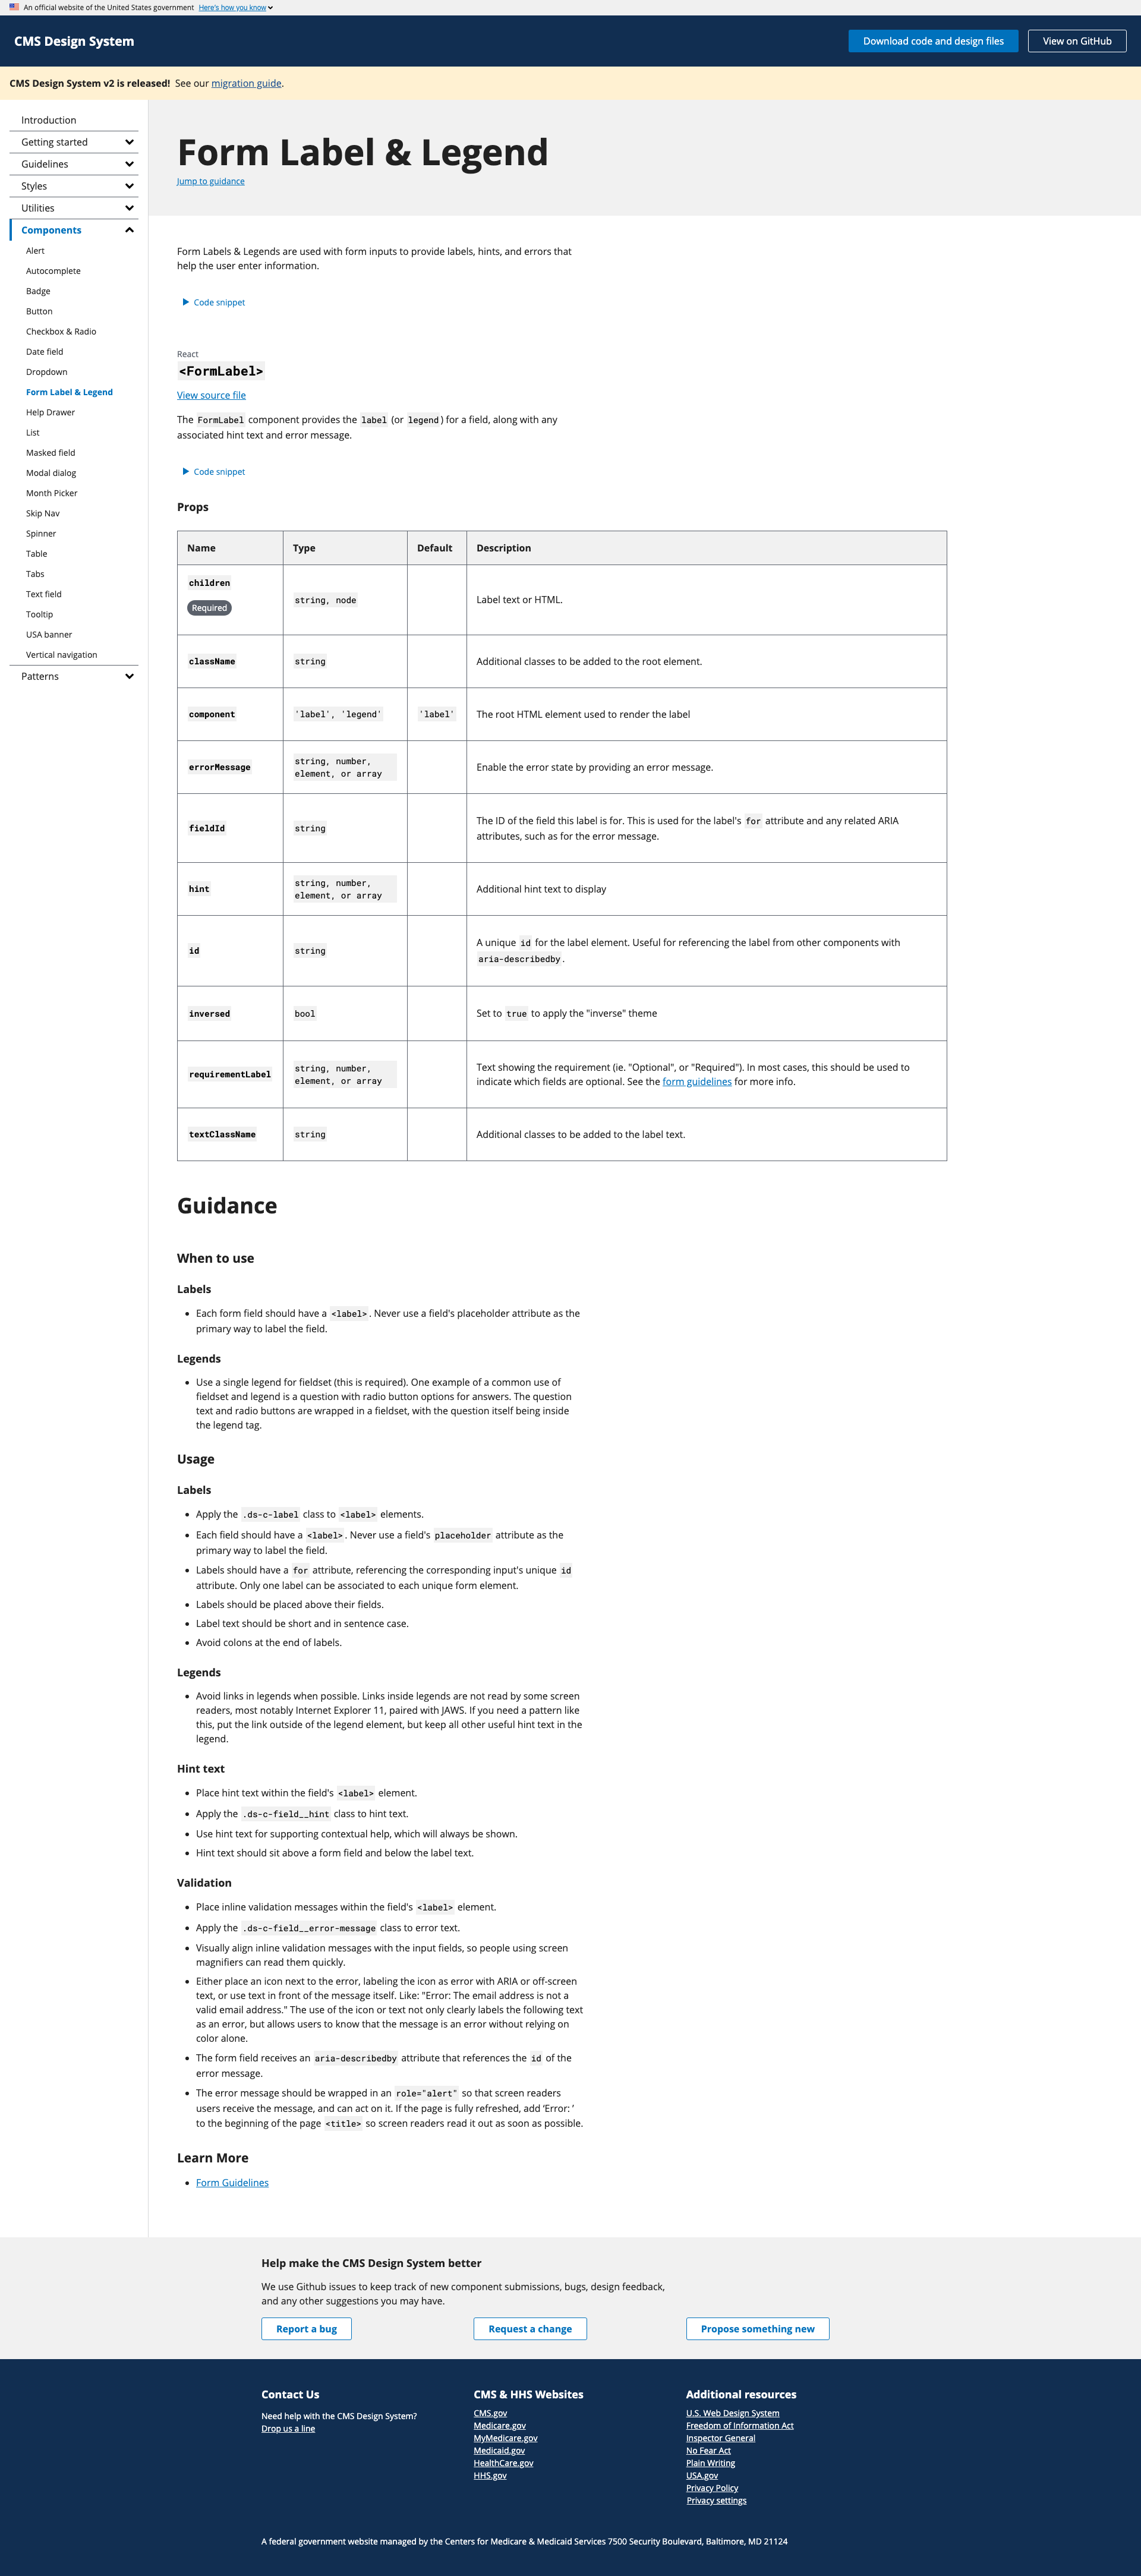 An official website of the United States government Here's how you know
CMS Design System
Download code and design files
View on GitHub
CMS Design System v2 is released! See our migration guide.
Introduction
Getting started
Guidelines
Styles
Utilities
Components
Alert
Autocomplete
Badge
Button
Checkbox & Radio
Date field
Dropdown
Form Label & Legend
Help Drawer
List
Masked field
Modal dialog
Month Picker
Skip Nav
Spinner
Table
Tabs
Text field
Tooltip
USA banner
Vertical navigation
Patterns
Form Label & Legend
Jump to guidance
Form Labels & Legends are used with form inputs to provide labels, hints, and errors that
help the user enter information.
Code snippet
React
<FormLabel>
View source file
The FormLabel component provides the label (or legend) for a field, along with any
associated hint text and error message.
Code snippet
Props
Name Type Default Description
children
Required
string, node
Label text or HTML.
className string Additional classes to be added to the root element.
component 'label', 'legend' 'label' The root HTML element used to render the label
errorMessage
string, number,
element, or array
Enable the error state by providing an error message.
fieldId
string
The ID of the field this label is for. This is used for the label's for attribute and any related ARIA
attributes, such as for the error message.
hint
string, number,
element, or array
Additional hint text to display
id
string
A unique id for the label element. Useful for referencing the label from other components with
aria-describedby.
inversed bool Set to true to apply the "inverse" theme
requirementLabel
string, number,
element, or array
Text showing the requirement (ie. "Optional", or "Required"). In most cases, this should be used to
indicate which fields are optional. See the form guidelines for more info.
textClassName string Additional classes to be added to the label text.
Guidance
When to use
Labels
Each form field should have a <label>. Never use a field's placeholder attribute as the
primary way to label the field.
Legends
Use a single legend for fieldset (this is required). One example of a common use of
fieldset and legend is a question with radio button options for answers. The question
text and radio buttons are wrapped in a fieldset, with the question itself being inside
the legend tag.
Usage
Labels
Apply the .ds-c-label class to <label> elements.
Each field should have a <label>. Never use a field's placeholder attribute as the
primary way to label the field.
Labels should have a for attribute, referencing the corresponding input's unique id
attribute. Only one label can be associated to each unique form element.
Labels should be placed above their fields.
Label text should be short and in sentence case.
Avoid colons at the end of labels.
Legends
Avoid links in legends when possible. Links inside legends are not read by some screen
readers, most notably Internet Explorer 11, paired with JAWS. If you need a pattern like
this, put the link outside of the legend element, but keep all other useful hint text in the
legend.
Hint text
Place hint text within the field's <label> element.
Apply the .ds-c-field__hint class to hint text.
Use hint text for supporting contextual help, which will always be shown.
Hint text should sit above a form field and below the label text.
Validation
Place inline validation messages within the field's <label> element.
Apply the .ds-c-field__error-message class to error text.
Visually align inline validation messages with the input fields, so people using screen
magnifiers can read them quickly.
Either place an icon next to the error, labeling the icon as error with ARIA or off-screen
text, or use text in front of the message itself. Like: "Error: The email address is not a
valid email address." The use of the icon or text not only clearly labels the following text
as an error, but allows users to know that the message is an error without relying on
color alone.
The form field receives an aria-describedby attribute that references the id of the
error message.
The error message should be wrapped in an role="alert" so that screen readers
users receive the message, and can act on it. If the page is fully refreshed, add ‘Error: ’
to the beginning of the page <title> so screen readers read it out as soon as possible.
Learn More
Form Guidelines
Help make the CMS Design System better
We use Github issues to keep track of new component submissions, bugs, design feedback,
and any other suggestions you may have.
Report a bug
Request a change
Propose something new
Contact Us
Need help with the CMS Design System?
Drop us a line
CMS & HHS Websites
CMS.gov
Medicare.gov
MyMedicare.gov
Medicaid.gov
HealthCare.gov
HHS.gov
Additional resources
U.S. Web Design System
Freedom of Information Act
Inspector General
No Fear Act
Plain Writing
USA.gov
Privacy Policy
Privacy settings
A federal government website managed by the Centers for Medicare & Medicaid Services 7500 Security Boulevard, Baltimore, MD 21124